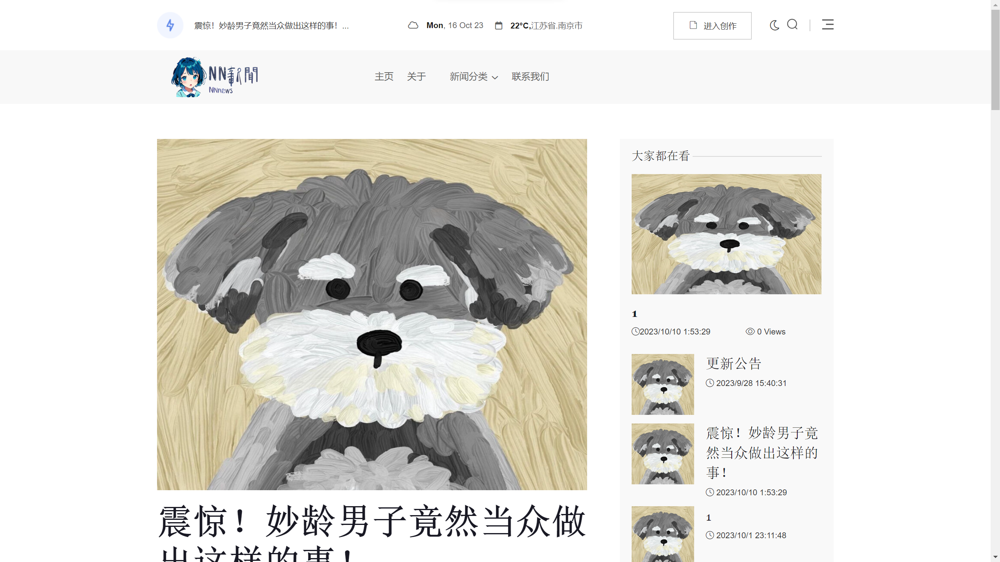 震惊！妙龄男子竟然当众做出这样的事！...
Mon, 16 Oct 23
22°C,江苏省.南京市
进入创作
NN新聞
NNnews
主页
关于
新闻分类
联系我们
震惊！妙龄男子竟然当众做
出这样的事！
大家都在看
1
2023/10/10 1:53:29
0 Views
更新公告
2023/9/28 15:40:31
震惊！妙龄男子竟
然当众做出这样的
事！
2023/10/10 1:53:29
1
2023/10/1 23:11:48